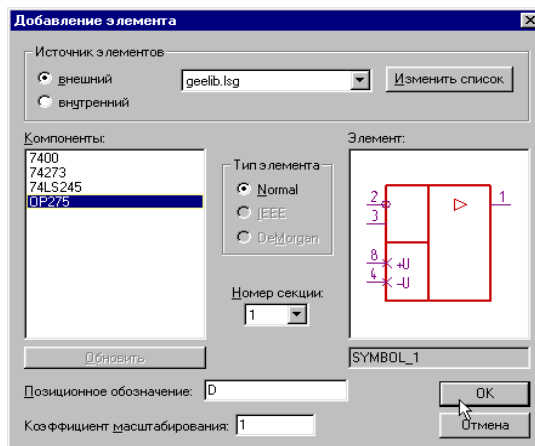 Добавление элемента
Источник элементов
внешний
geelib.lsg
Изменить список
внутренний
Компоненты:
7400
74273
74LS245
OP275
Тип элемента
Normal
IEEE
DeMorgan
Номер секции:
1
Элемент:
2
3
1
8
+U
4
-U
Обновить
SYMBOL_1
Позиционное обозначение:
D
OK
Коэффициент масштабирования:
1
Отмена